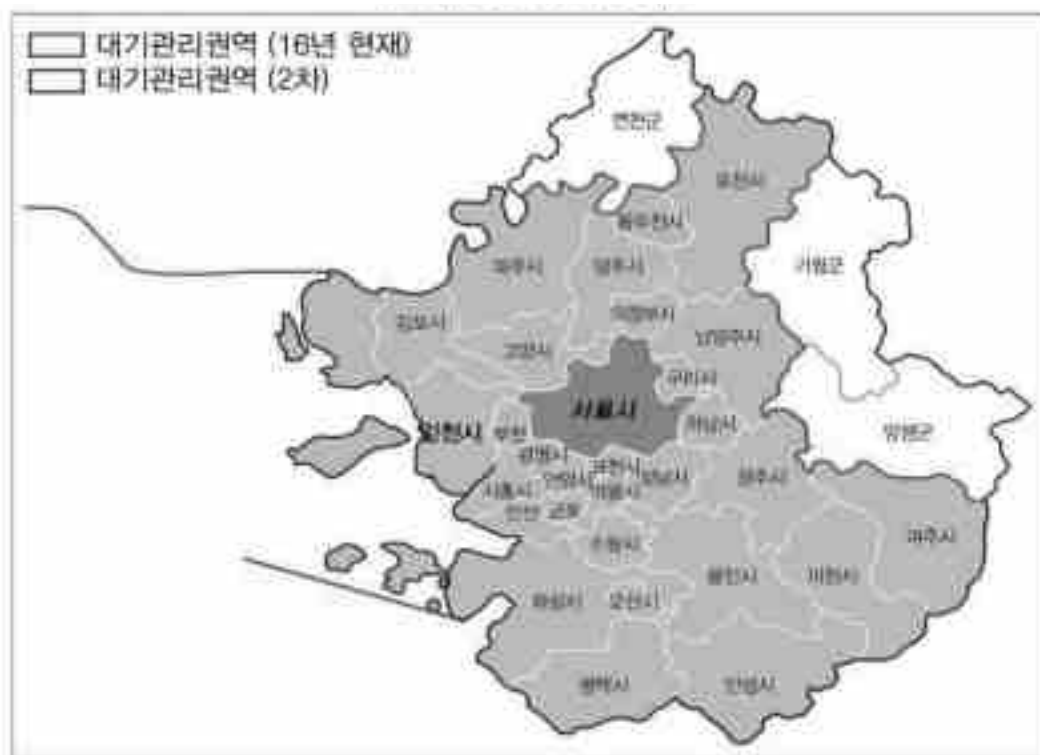 대기관리권역 (16년 현재)
대기관리권역 (2차)
연천군
포천시
동두천시
파주시
양주시
가평군
의정부시
김포시
남양주시
고양시
구리시
서울시
하남시
인천시
부천
양평군
광명시
과천시
성남시
광주시
안양시
시흥시
의왕시
안산
군포
수원시
여주시
용인시
이천시
화성시
오산시
평택시
안성시